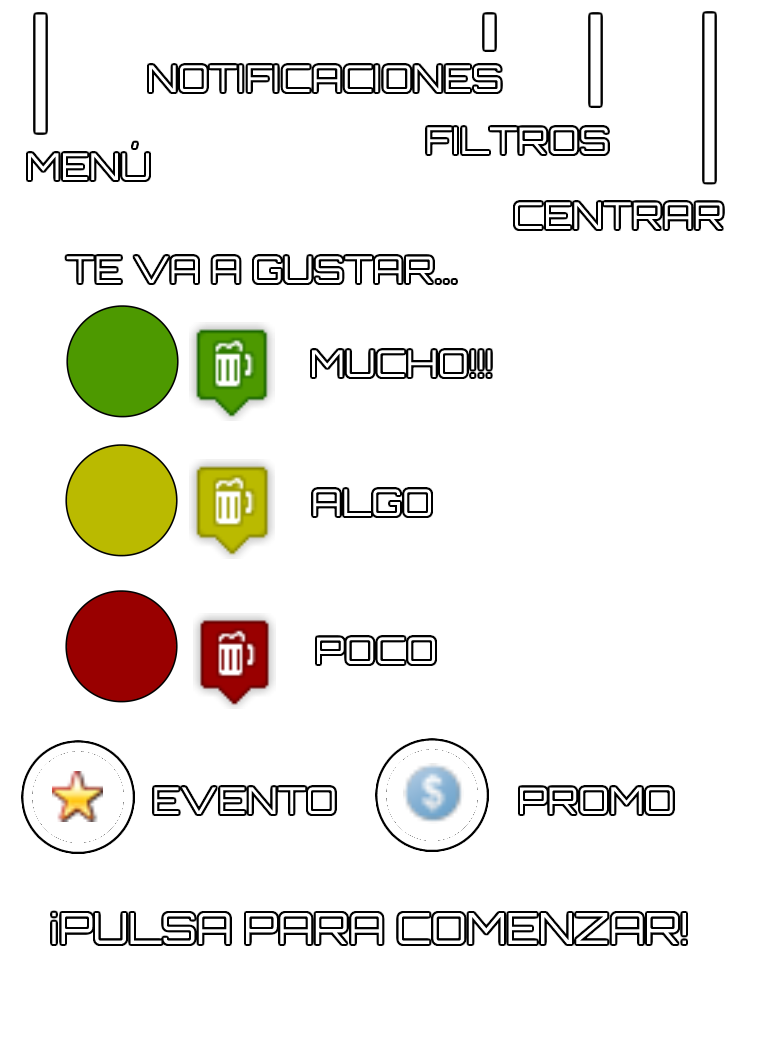 NOTIFICACIONES
FILTROS
MENÚ
CENTRAR
TE VA A GUSTAR...
MUCHO!!!
ALGO
POCO
EVENTO
$ PROMO
¡PULSA PARA COMENZAR!